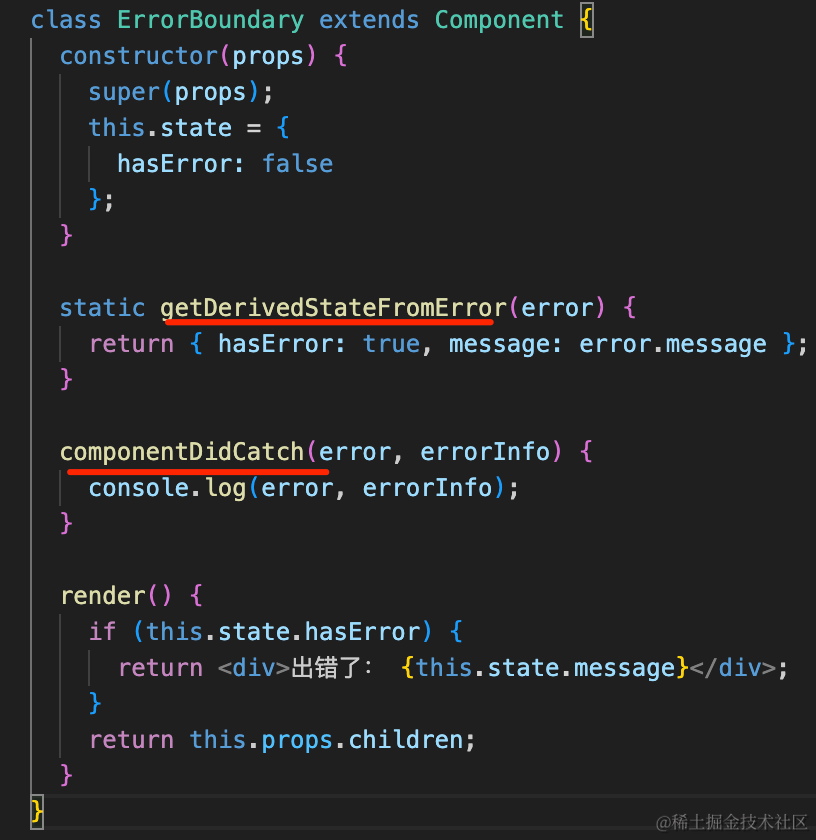 class ErrorBoundary extends Component {
constructor(props) {
super(props);
this.state = {
hasError: false
};
}
static getDerivedStateFromError(error) {
return { hasError: true, message: error.message };
}
componentDidCatch(error, errorInfo) {
console.log(error, errorInfo);
}
render() {
if (this.state.hasError) {
return <div>出错了： {this.state.message}</div>;
}
return this.props.children;
}
}
@稀土掘金技术社区